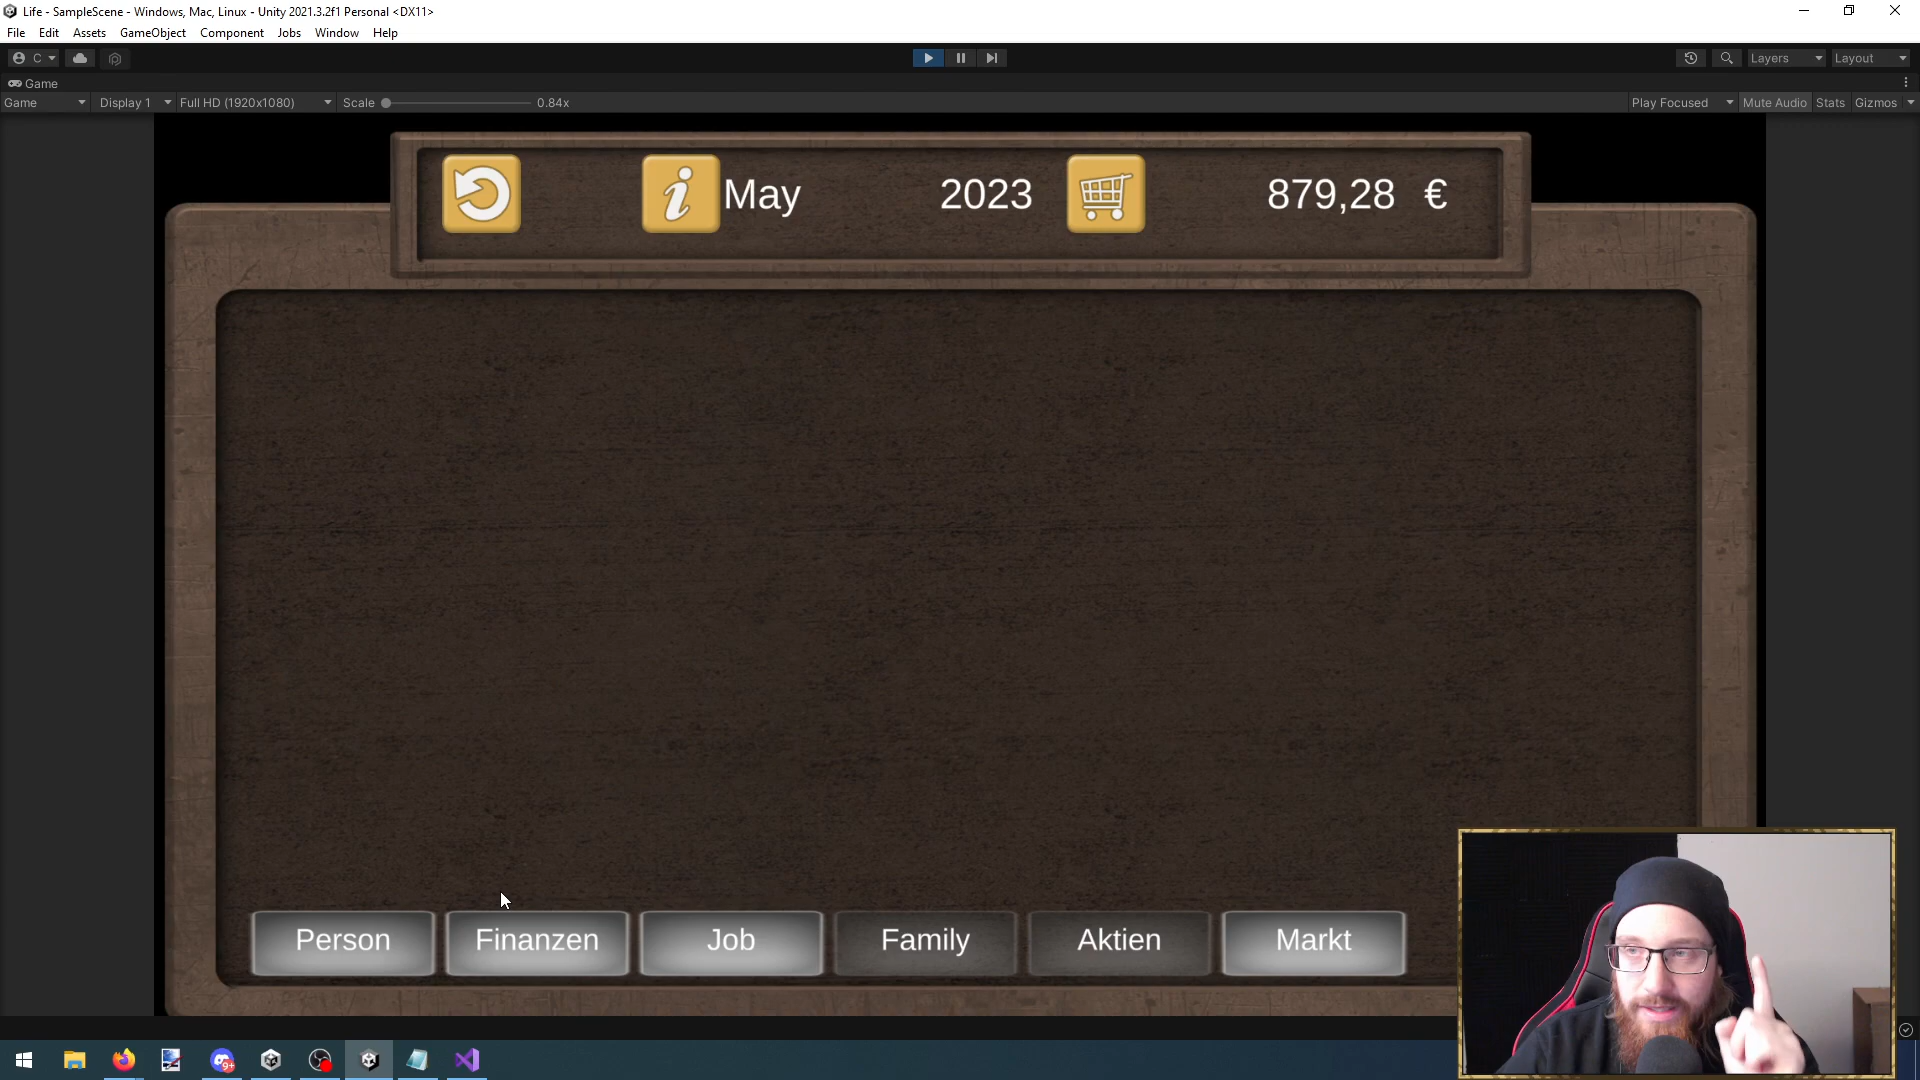 Life - SampleScene - Windows, Mac, Linux - Unity 2021.3.2f1 Personal <DX11>
File Edit Assets GameObject Component Jobs Window Help
C Layers Layout
Game
Game Display 1 Full HD (1920x1080) Scale 0.84x Play Focused Mute Audio Stats Gizmos
i May 2023 879,28 €
Person Finanzen Job Family Aktien Markt
9+